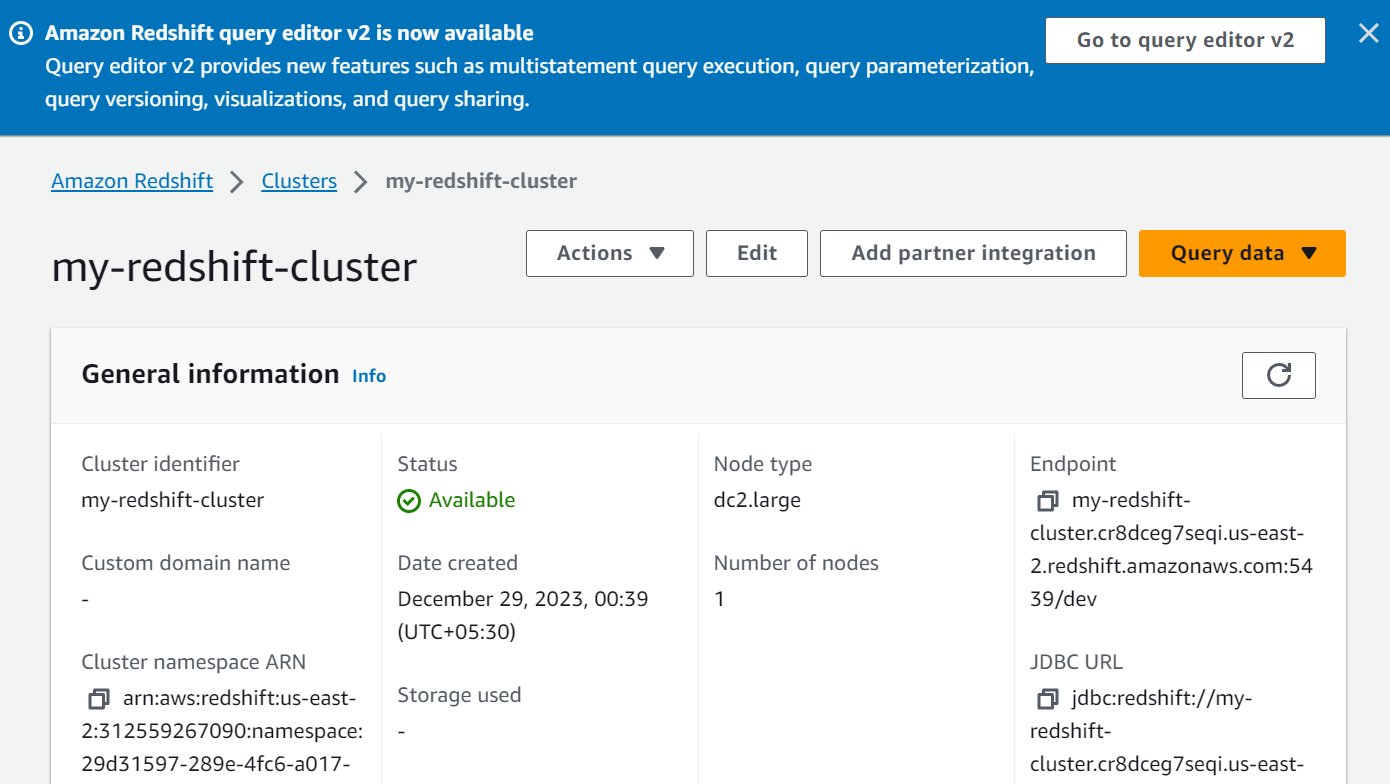 Amazon Redshift query editor v2 is now available
Query editor v2 provides new features such as multistatement query execution, query parameterization,
query versioning, visualizations, and query sharing.
Go to query editor v2
Amazon Redshift
Clusters
my-redshift-cluster
my-redshift-cluster
Actions
Edit
Add partner integration
Query data
General information Info
Cluster identifier
my-redshift-cluster
Custom domain name
-
Cluster namespace ARN
arn:aws:redshift:us-east-
2:312559267090:namespace:
29d31597-289e-4fc6-a017-
Status
Available
Date created
December 29, 2023, 00:39
(UTC+05:30)
Storage used
-
Node type
dc2.large
Number of nodes
1
Endpoint
my-redshift-
cluster.cr8dceg7seqi.us-east-
2.redshift.amazonaws.com:54
39/dev
JDBC URL
jdbc:redshift://my-
redshift-
cluster.cr8dceg7seqi.us-east-